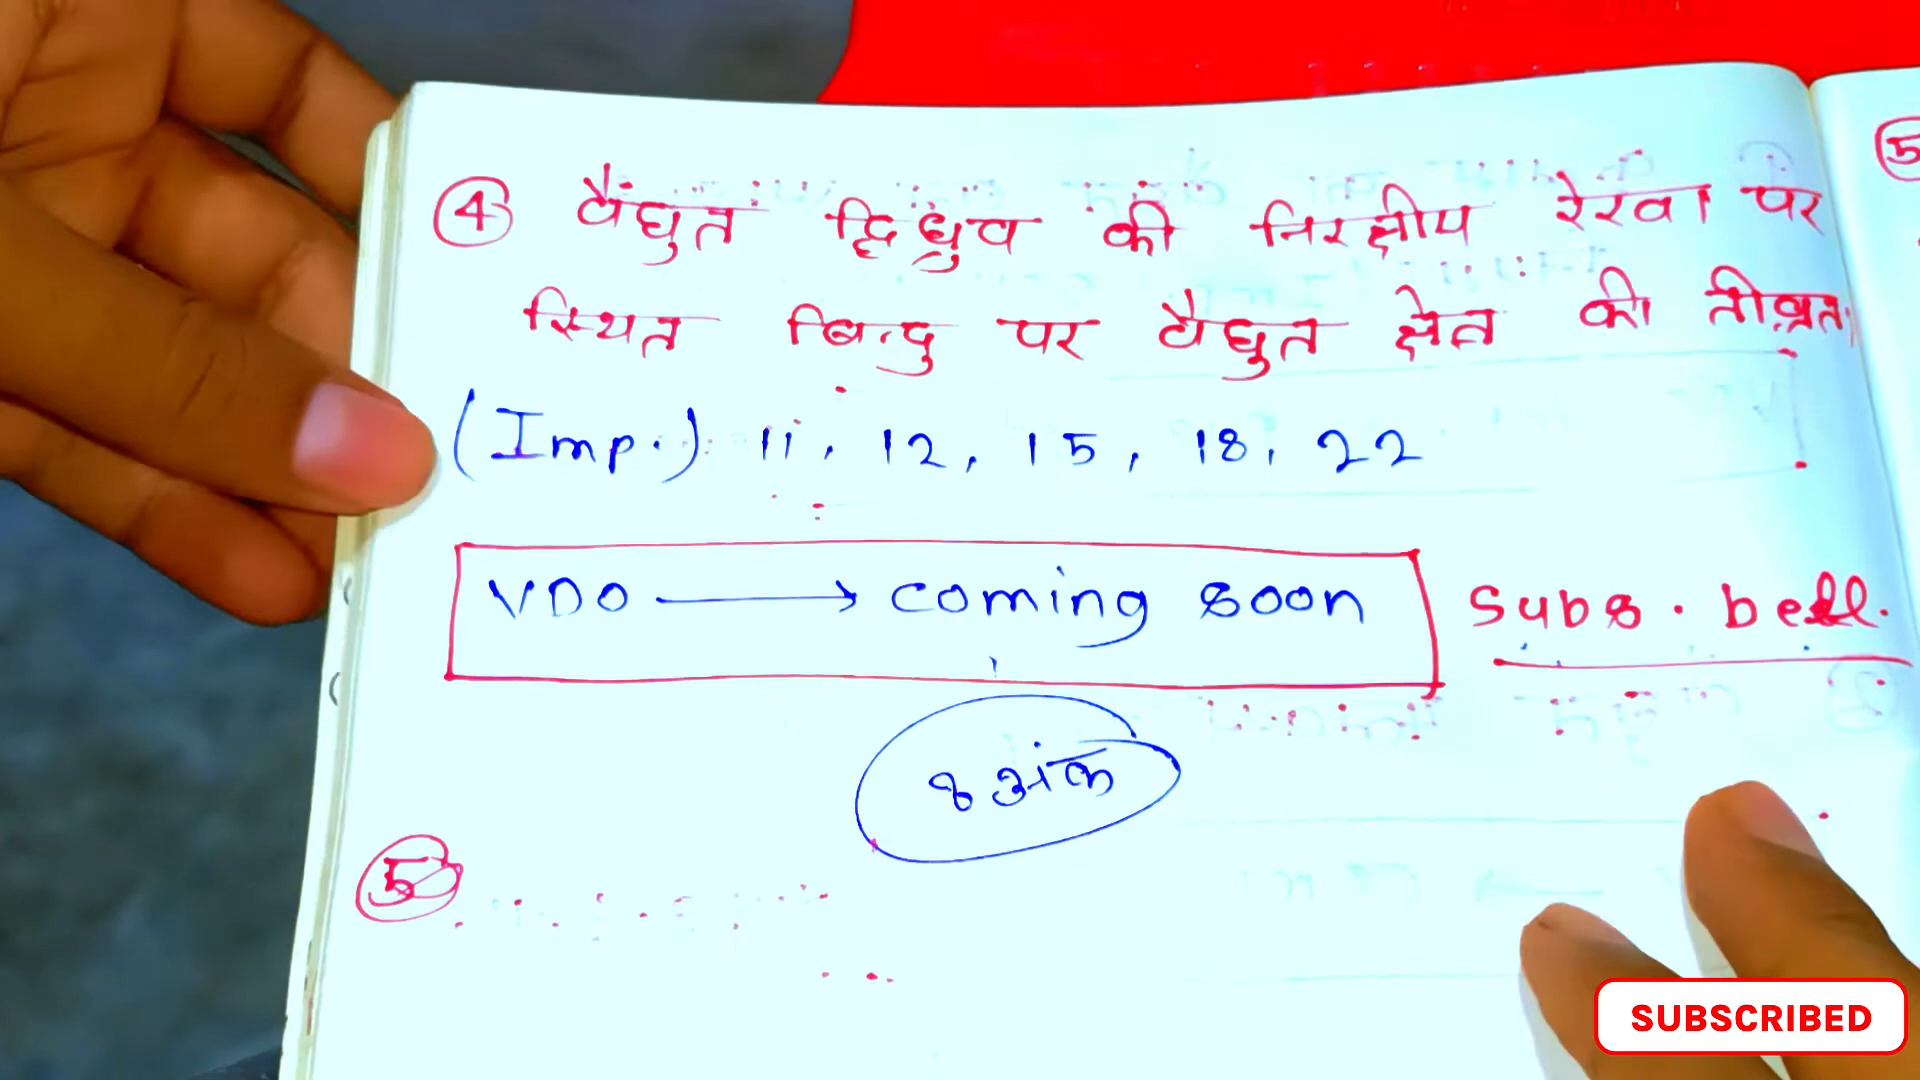 ④ वैद्युत द्विध्रुव की निरक्षीय रेखा पर
स्थित बिन्दु पर वैद्युत क्षेत्र की तीव्रता
(Imp.) 11, 12, 15, 18, 22
VDO → coming soon
Subs. bell.
8 अंक
⑤
⑤
SUBSCRIBED